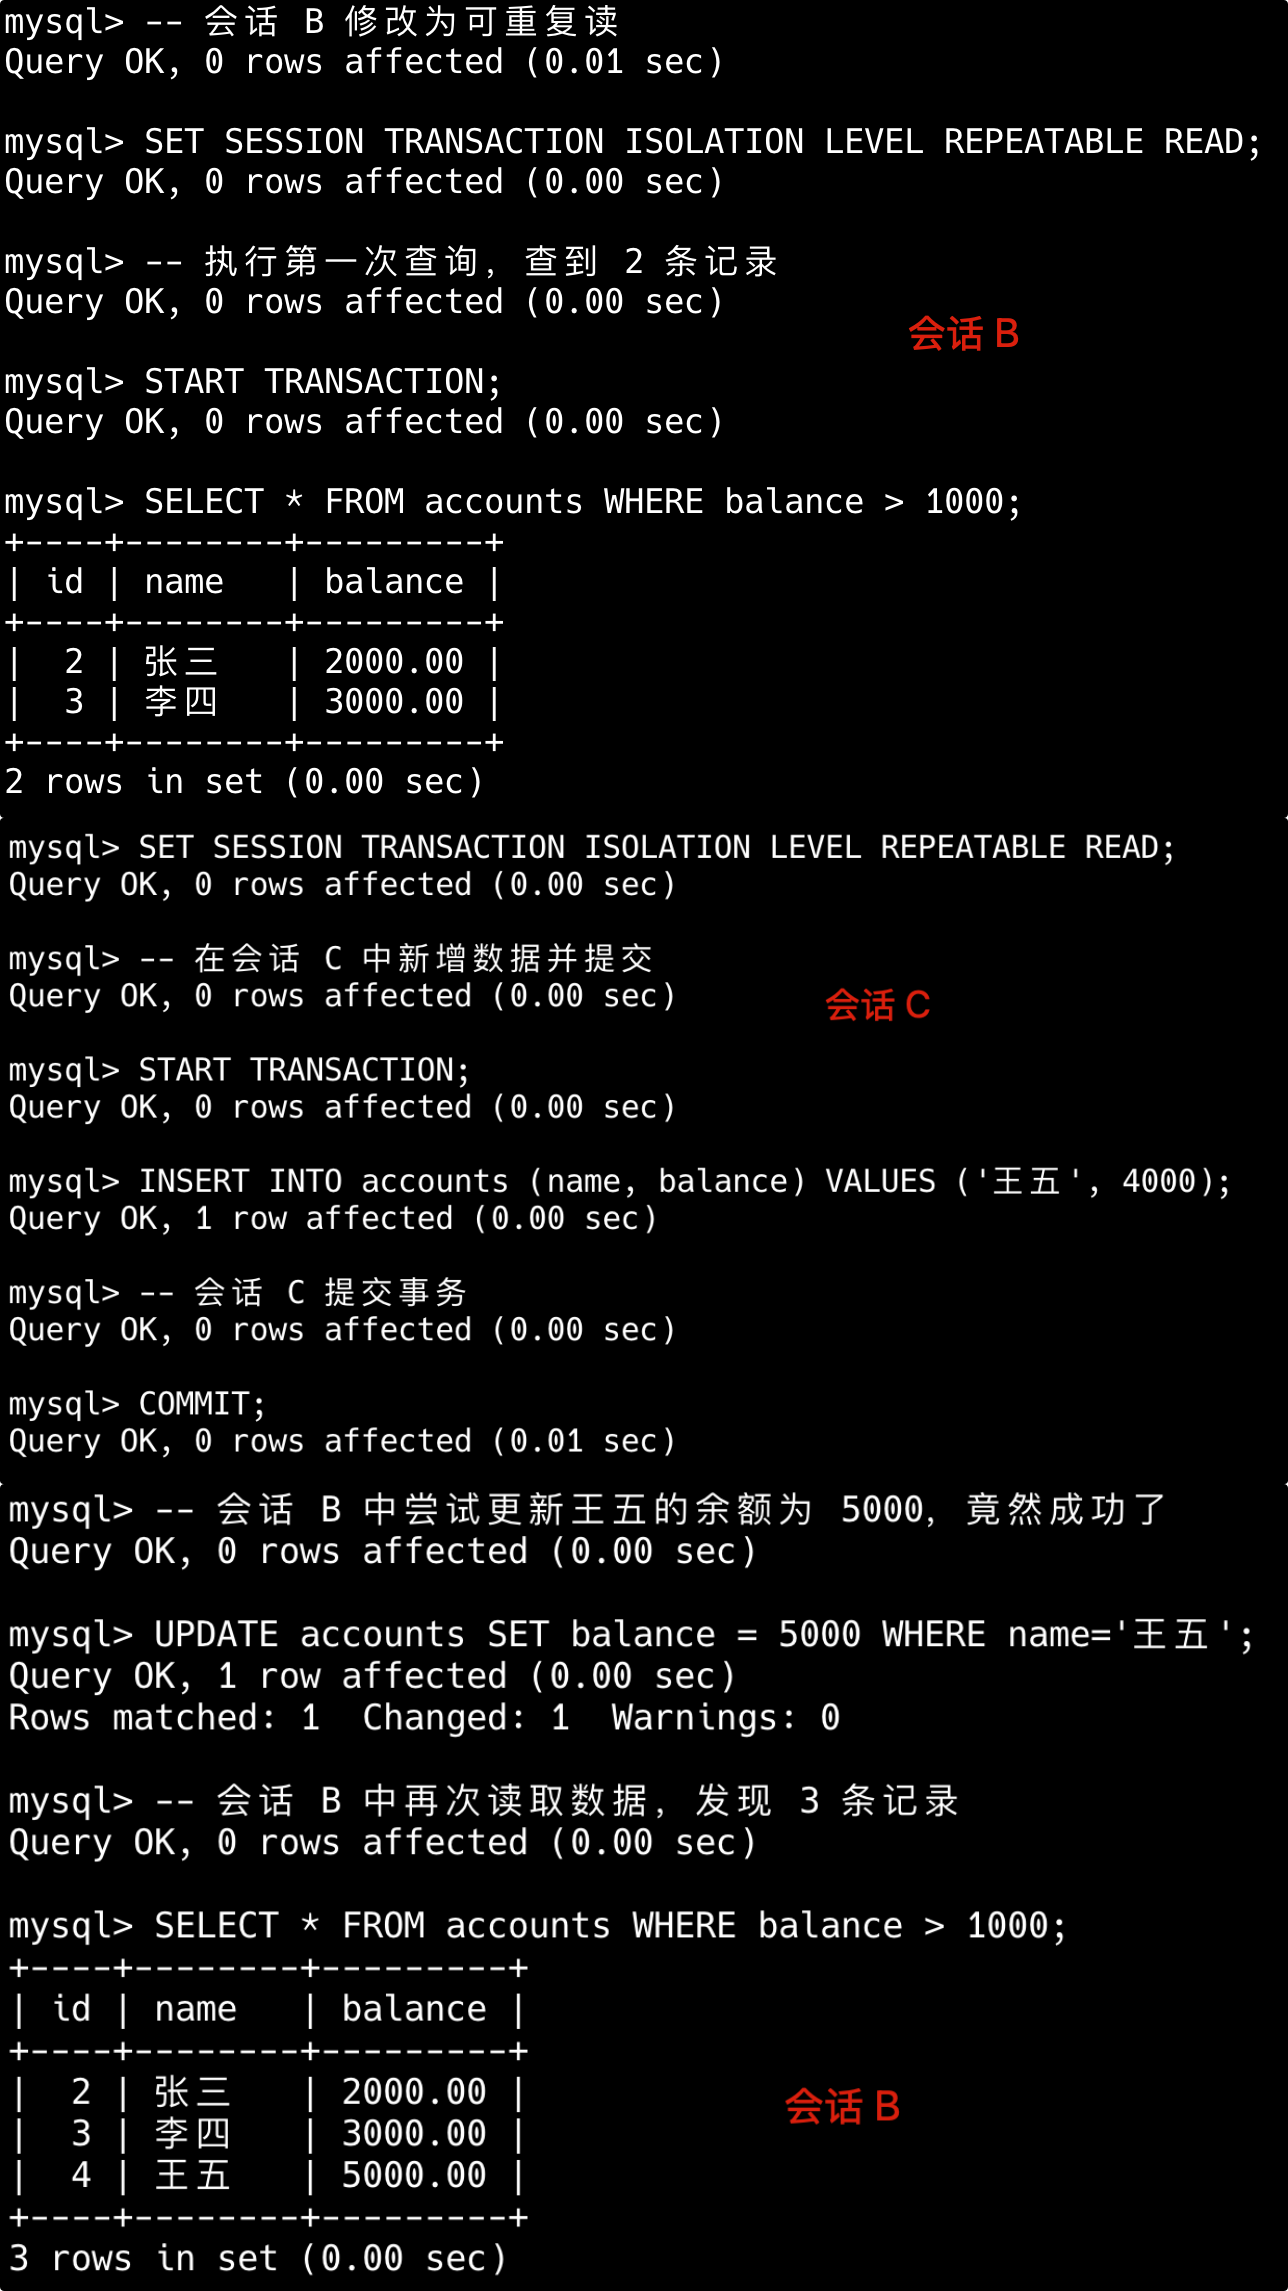 mysql> -- 会话 B 修改为可重复读
Query OK, 0 rows affected (0.01 sec)
mysql> SET SESSION TRANSACTION ISOLATION LEVEL REPEATABLE READ;
Query OK, 0 rows affected (0.00 sec)
mysql> -- 执行第一次查询, 查到 2 条记录
Query OK, 0 rows affected (0.00 sec)
会话 B
mysql> START TRANSACTION;
Query OK, 0 rows affected (0.00 sec)
mysql> SELECT * FROM accounts WHERE balance > 1000;
+----+--------+---------+
| id | name   | balance |
+----+--------+---------+
|  2 | 张三   | 2000.00 |
|  3 | 李四   | 3000.00 |
+----+--------+---------+
2 rows in set (0.00 sec)
mysql> SET SESSION TRANSACTION ISOLATION LEVEL REPEATABLE READ;
Query OK, 0 rows affected (0.00 sec)
mysql> -- 在会话 C 中新增数据并提交
Query OK, 0 rows affected (0.00 sec)
会话 C
mysql> START TRANSACTION;
Query OK, 0 rows affected (0.00 sec)
mysql> INSERT INTO accounts (name, balance) VALUES ('王五', 4000);
Query OK, 1 row affected (0.00 sec)
mysql> -- 会话 C 提交事务
Query OK, 0 rows affected (0.00 sec)
mysql> COMMIT;
Query OK, 0 rows affected (0.01 sec)
mysql> -- 会话 B 中尝试更新王五的余额为 5000, 竟然成功了
Query OK, 0 rows affected (0.00 sec)
mysql> UPDATE accounts SET balance = 5000 WHERE name='王五';
Query OK, 1 row affected (0.00 sec)
Rows matched: 1  Changed: 1  Warnings: 0
mysql> -- 会话 B 中再次读取数据, 发现 3 条记录
Query OK, 0 rows affected (0.00 sec)
mysql> SELECT * FROM accounts WHERE balance > 1000;
+----+--------+---------+
| id | name   | balance |
+----+--------+---------+
|  2 | 张三   | 2000.00 |
会话 B
|  3 | 李四   | 3000.00 |
|  4 | 王五   | 5000.00 |
+----+--------+---------+
3 rows in set (0.00 sec)